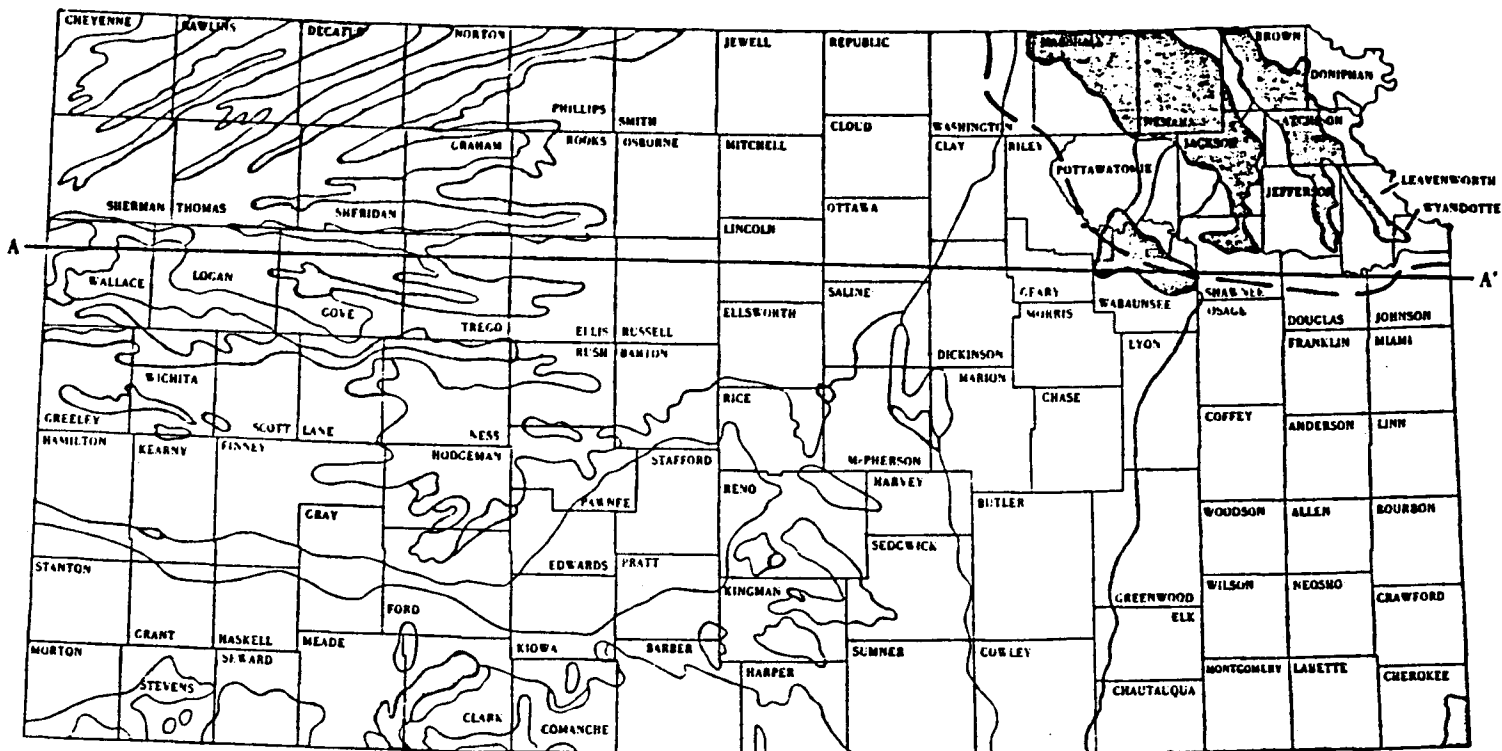 CHEYENNE
RAWLINS
DECATUR
NORTON
JEWELL
REPUBLIC
MARSHALL
BROWN
DONIPHAN
PHILLIPS
SMITH
WASHINGTON
NEMAHA
ATCHISON
CLOUD
GRAHAM
ROOKS
OSBORNE
MITCHELL
CLAY
RILEY
JACKSON
POTTAWATOMIE
LEAVENWORTH
JEFFERSON
WYANDOTTE
SHERMAN
THOMAS
SHERIDAN
OTTAWA
LINCOLN
A
A'
WALLACE
LOGAN
GOVE
TREGO
ELLIS
RUSSELL
SALINE
GEARY
WABAUNSEE
SHAWNEE
ELLSWORTH
MORRIS
OSAGE
DOUGLAS
JOHNSON
RUSH
BARTON
DICKINSON
LYON
FRANKLIN
MIAMI
WICHITA
MARION
RICE
CHASE
GREELEY
SCOTT
LANE
NESS
COFFEY
ANDERSON
LINN
HAMILTON
KEARNY
FINNEY
HODGEMAN
STAFFORD
McPHERSON
PAWNEE
RENO
HARVEY
BUTLER
GRAY
WOODSON
ALLEN
BOURBON
SEDGWICK
STANTON
EDWARDS
PRATT
KINGMAN
GREENWOOD
WILSON
NEOSHO
CRAWFORD
FORD
ELK
GRANT
HASKELL
MEADE
KIOWA
BARBER
SUMNER
COWLEY
MORTON
SEWARD
HARPER
MONTGOMERY
LABETTE
CHEROKEE
STEVENS
CHAUTAUQUA
CLARK
COMANCHE